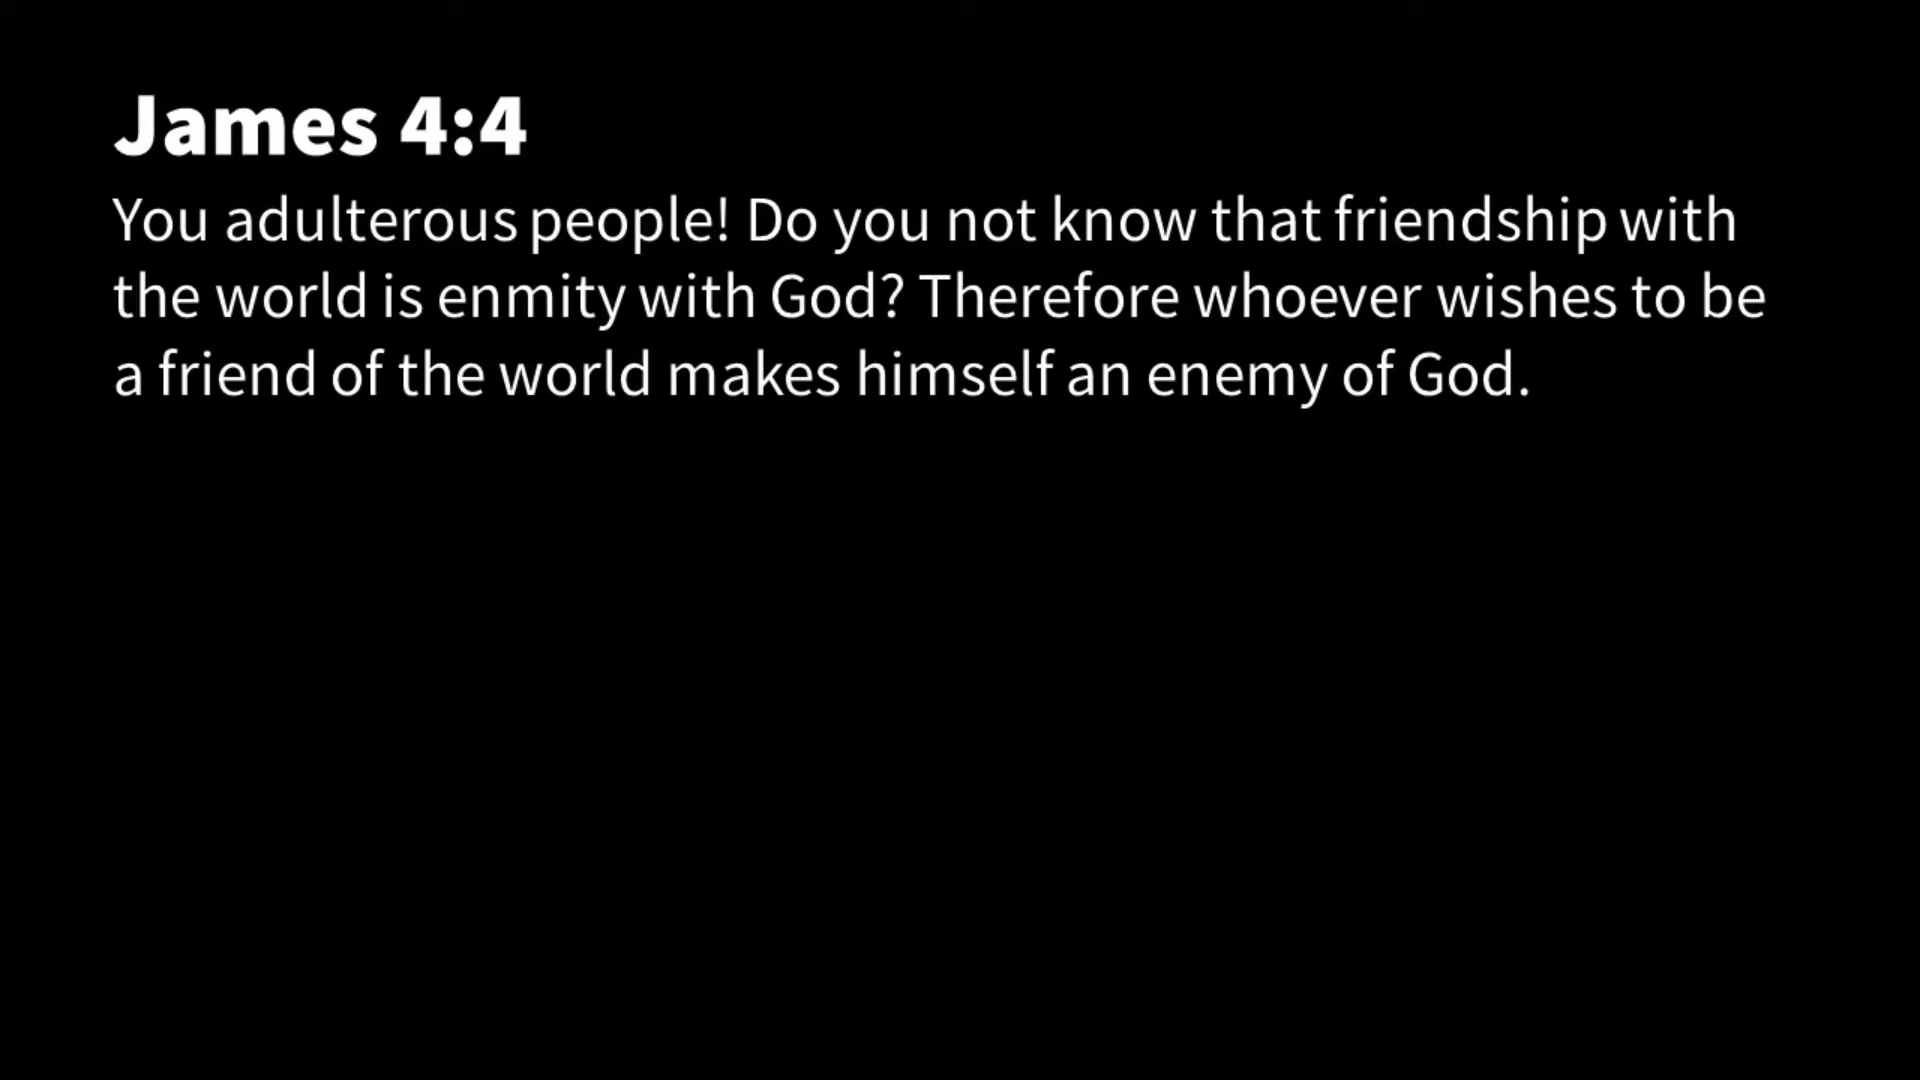 James 4:4
You adulterous people! Do you not know that friendship with
the world is enmity with God? Therefore whoever wishes to be
a friend of the world makes himself an enemy of God.